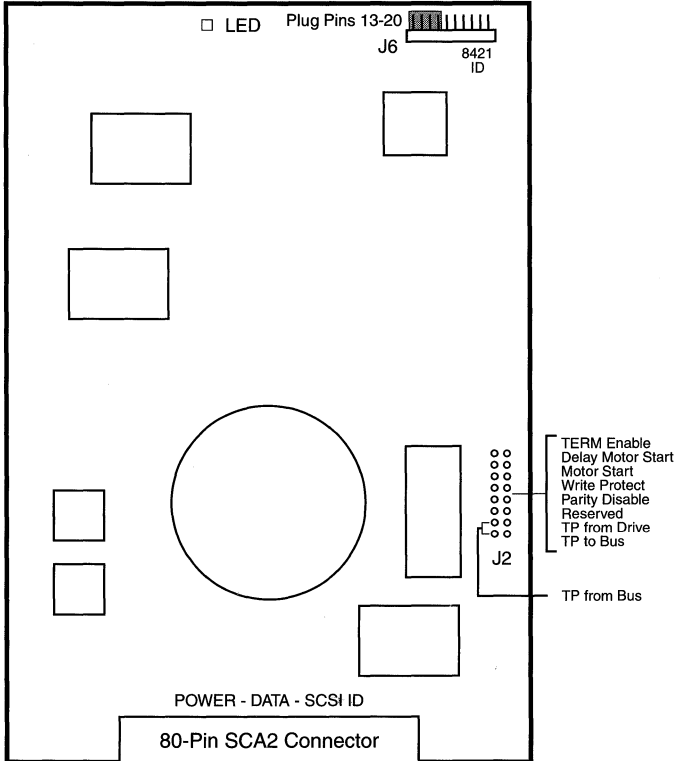 LED
Plug Pins 13-20
J6
8421
ID
TERM Enable
Delay Motor Start
Motor Start
Write Protect
Parity Disable
Reserved
TP from Drive
TP to Bus
J2
TP from Bus
POWER - DATA - SCSI ID
80-Pin SCA2 Connector